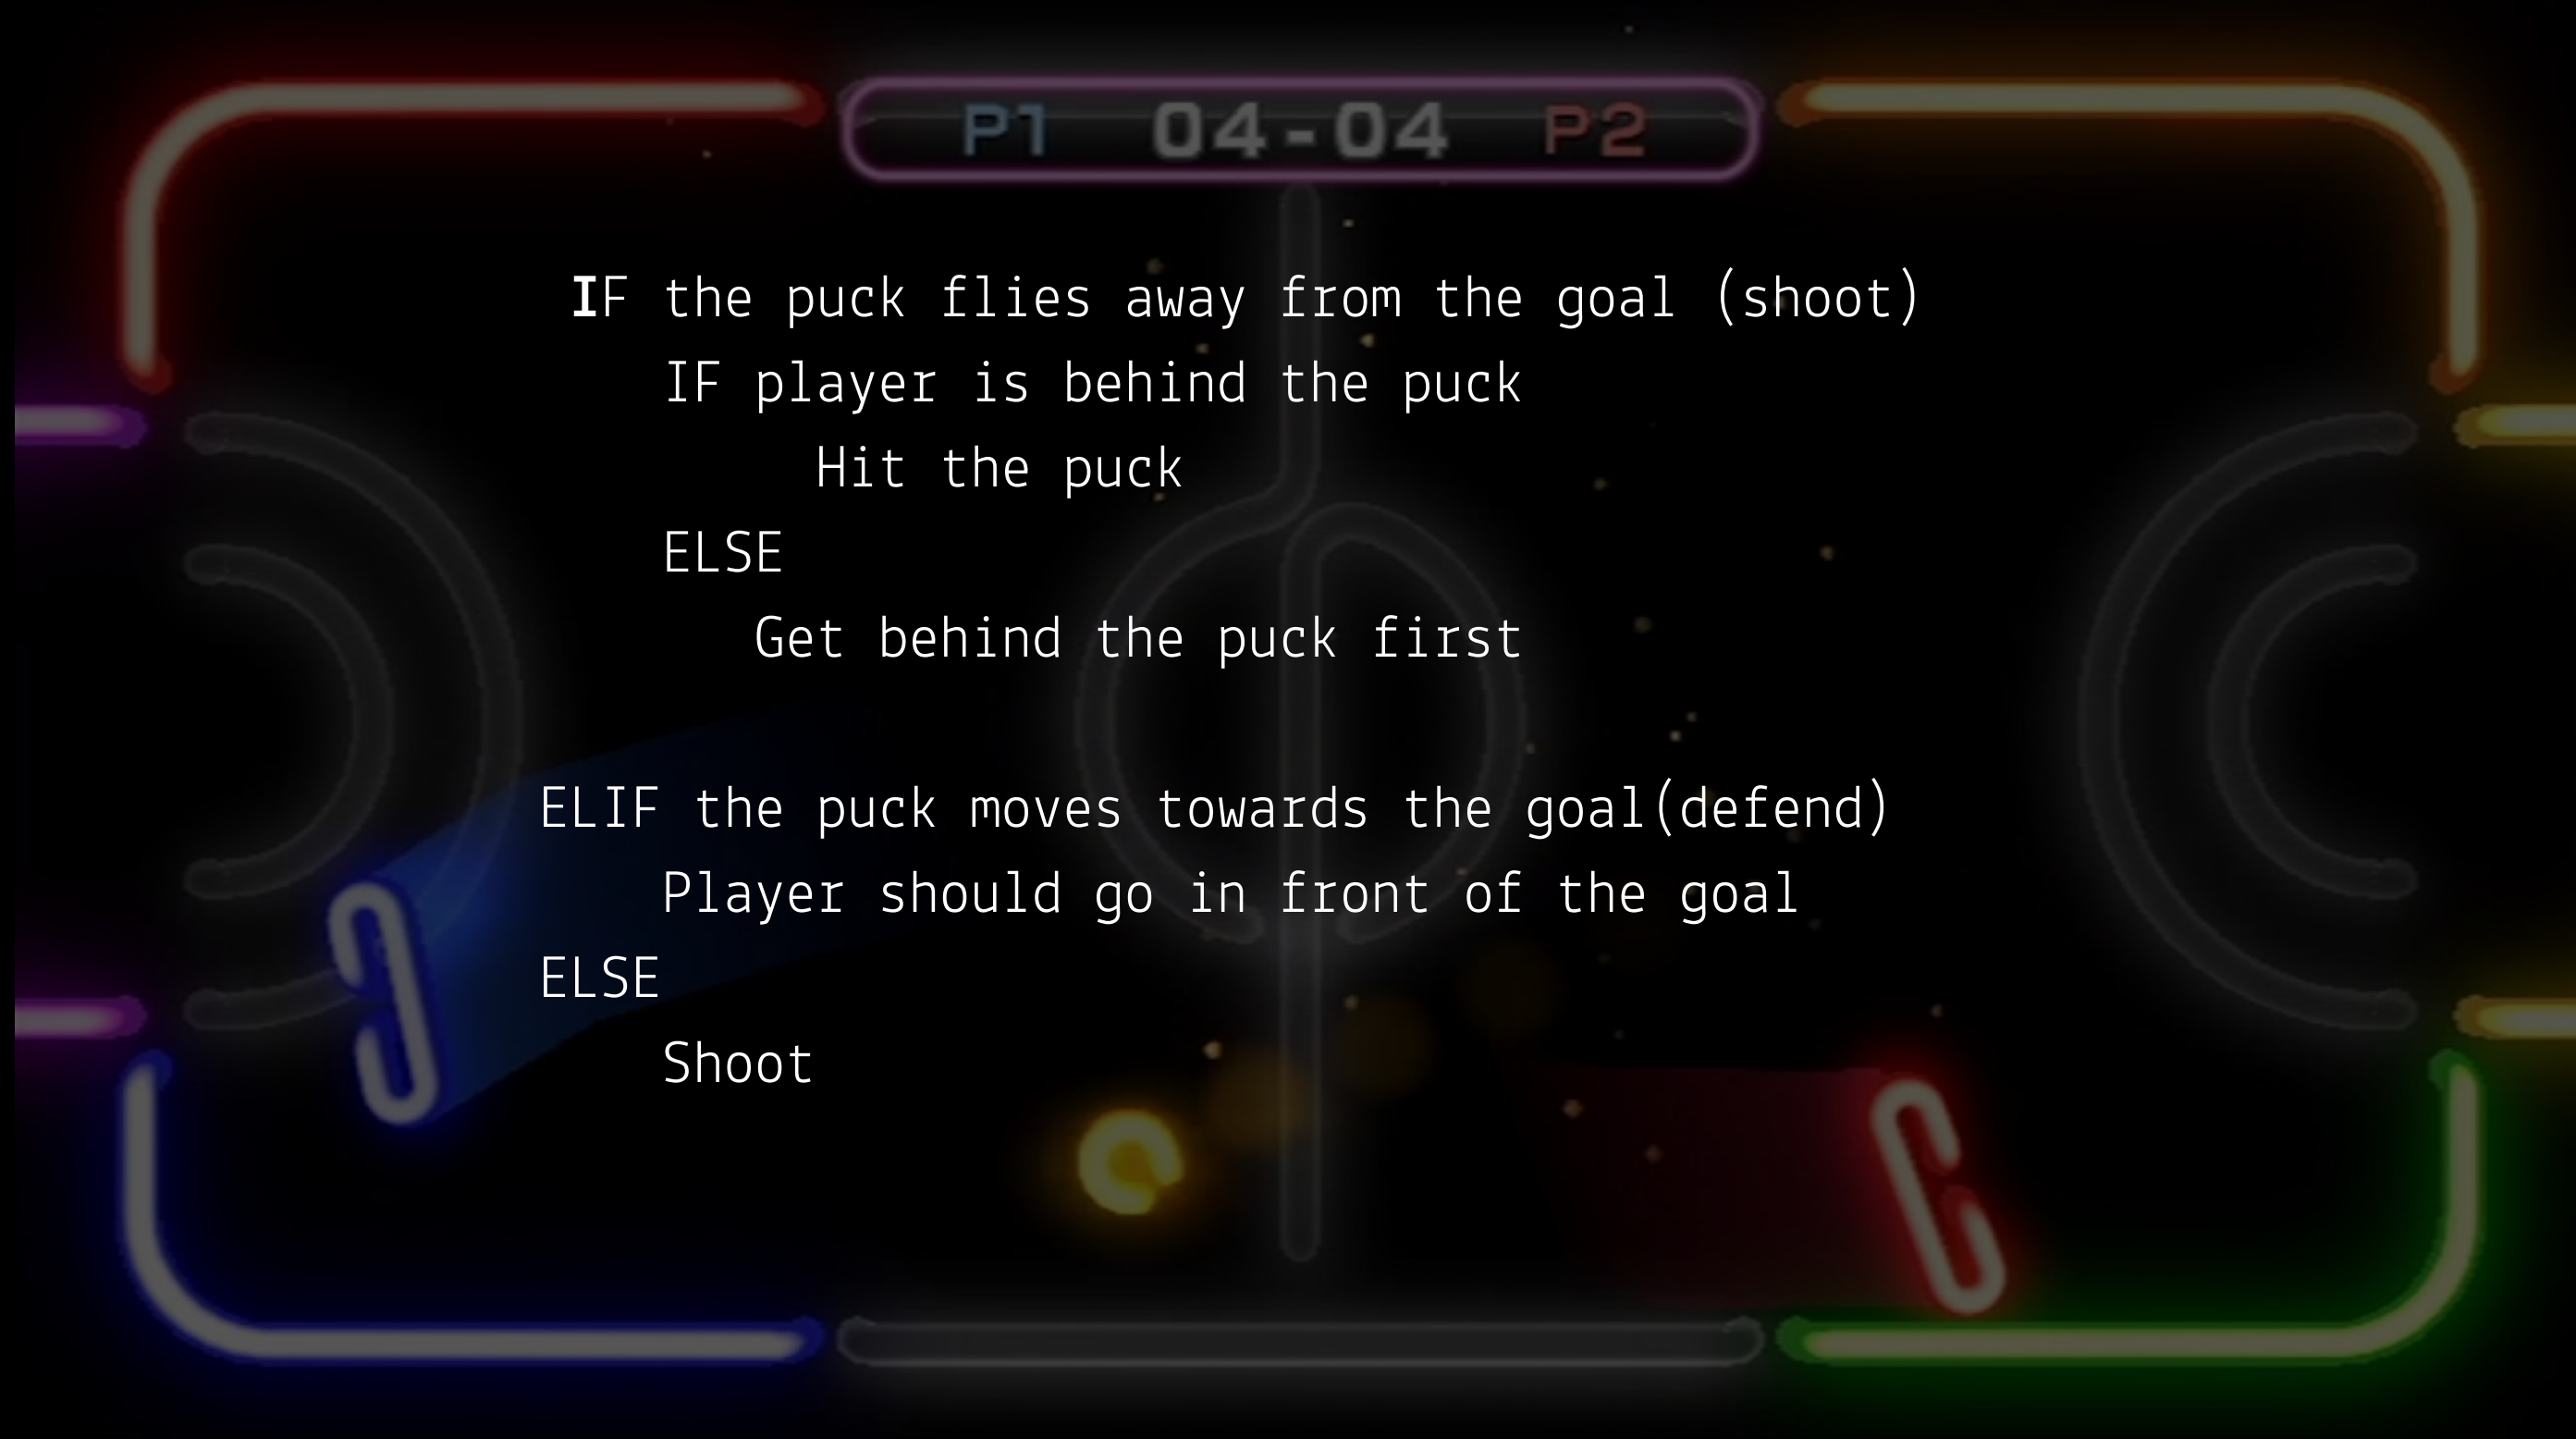 P1 04-04 P2
IF the puck flies away from the goal (shoot)
IF player is behind the puck
Hit the puck
ELSE
Get behind the puck first
ELIF the puck moves towards the goal(defend)
Player should go in front of the goal
ELSE
Shoot